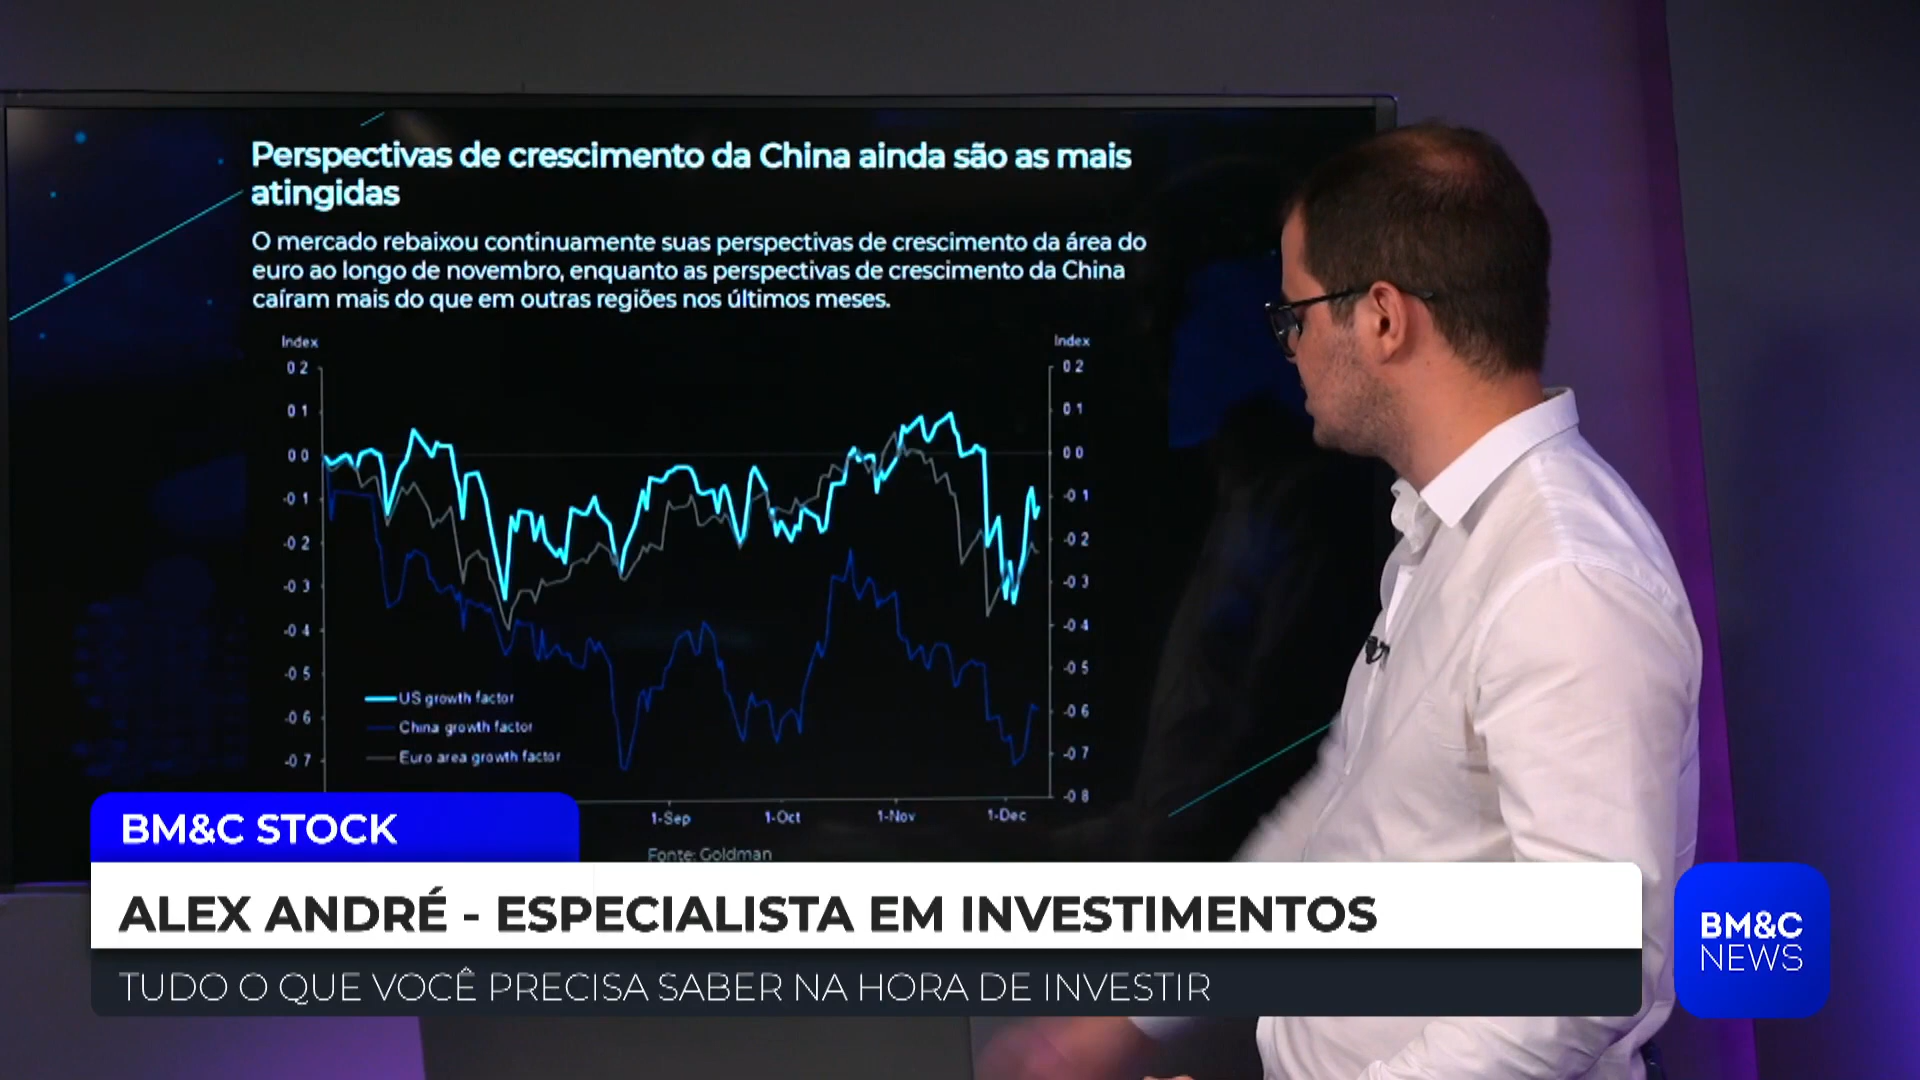 Perspectivas de crescimento da China ainda são as mais
atingidas
O mercado rebaixou continuamente suas perspectivas de crescimento da área do
euro ao longo de novembro, enquanto as perspectivas de crescimento da China
caíram mais do que em outras regiões nos últimos meses.
Index Index
0 2 0 2
0 1 0 1
0 0 0 0
-0 1 -0 1
-0 2 -0 2
-0 3 -0 3
-0 4 -0 4
-0 5 -0 5
US growth factor
-0 6 China growth factor -0 6
-0 7 Euro area growth factor -0 7
-0 8
1-Sep 1-Oct 1-Nov 1-Dec
Fonte: Goldman
BM&C STOCK
ALEX ANDRÉ - ESPECIALISTA EM INVESTIMENTOS
TUDO O QUE VOCÊ PRECISA SABER NA HORA DE INVESTIR
BM&C
NEWS